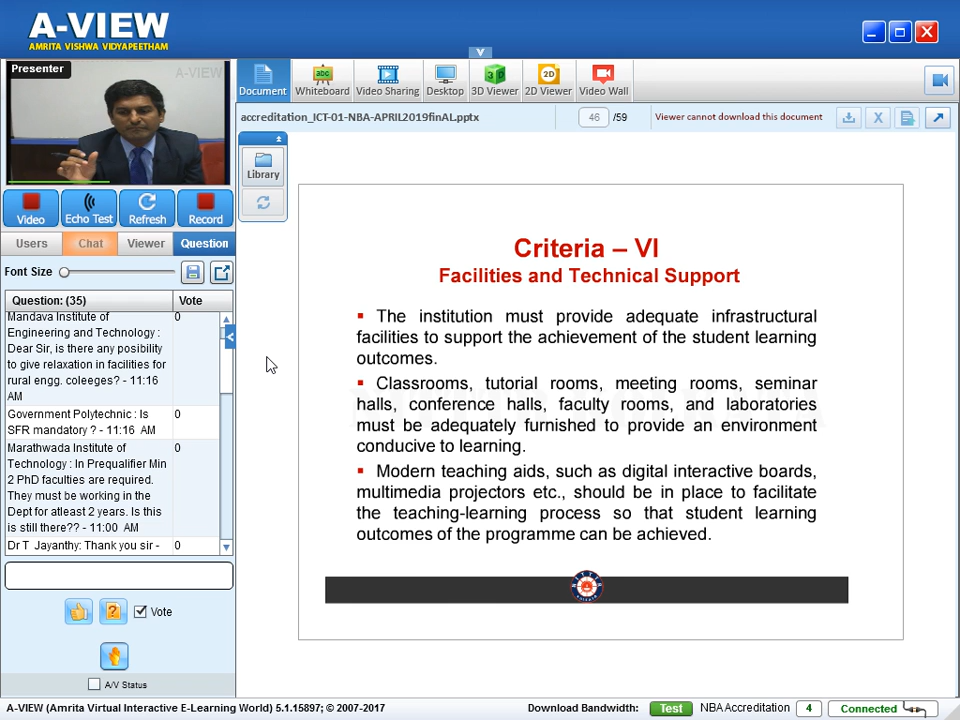 A-VIEW
AMRITA VISHWA VIDYAPEETHAM
Presenter
A-VIEW
Document
Whiteboard
Video Sharing
Desktop
3D Viewer
2D Viewer
Video Wall
accreditation_ICT-01-NBA-APRIL2019finAL.pptx
46 /59
Viewer cannot download this document
Library
Video
Echo Test
Refresh
Record
Users
Chat
Viewer
Question
Font Size
Question: (35) Vote
Mandava Institute of 0
Engineering and Technology :
Dear Sir, is there any posibility
to give relaxation in facilities for
rural engg. coleeges? - 11:16
AM
Government Polytechnic : Is 0
SFR mandatory ? - 11:16 AM
Marathwada Institute of 0
Technology : In Prequalifier Min
2 PhD faculties are required.
They must be working in the
Dept for atleast 2 years. Is this
is still there?? - 11:00 AM
Dr T Jayanthy: Thank you sir - 0
Vote
A/V Status
Criteria – VI
Facilities and Technical Support
▪ The institution must provide adequate infrastructural
facilities to support the achievement of the student learning
outcomes.
▪ Classrooms, tutorial rooms, meeting rooms, seminar
halls, conference halls, faculty rooms, and laboratories
must be adequately furnished to provide an environment
conducive to learning.
▪ Modern teaching aids, such as digital interactive boards,
multimedia projectors etc., should be in place to facilitate
the teaching-learning process so that student learning
outcomes of the programme can be achieved.
A-VIEW (Amrita Virtual Interactive E-Learning World) 5.1.15897; © 2007-2017
Download Bandwidth:
Test
NBA Accreditation
4
Connected